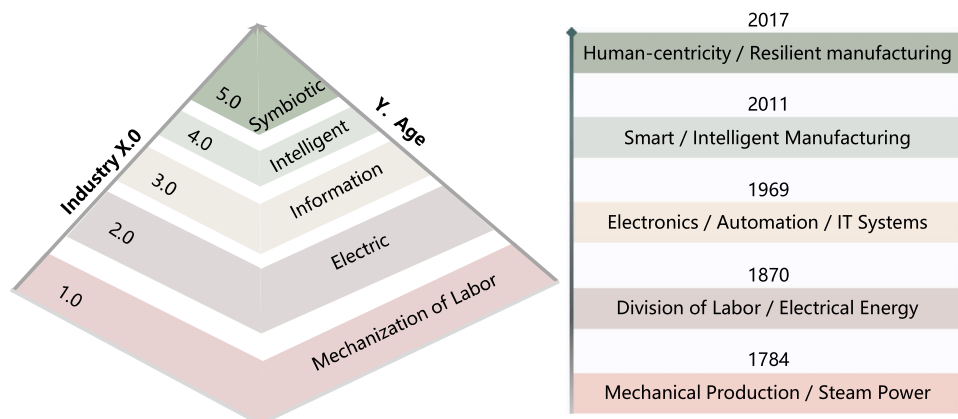 Industry X.0
Y. Age
5.0
Symbiotic
4.0
Intelligent
3.0
Information
2.0
Electric
1.0
Mechanization of Labor
2017
Human-centricity / Resilient manufacturing
2011
Smart / Intelligent Manufacturing
1969
Electronics / Automation / IT Systems
1870
Division of Labor / Electrical Energy
1784
Mechanical Production / Steam Power